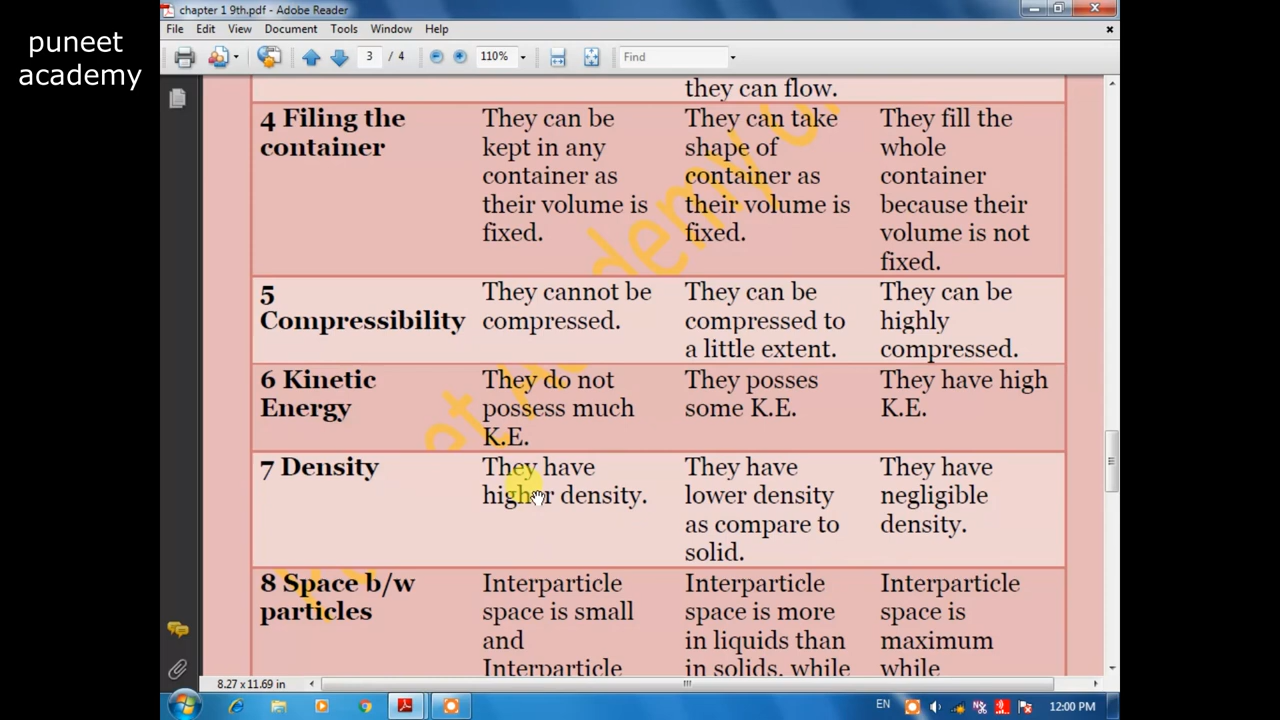 puneet
academy
chapter 1 9th.pdf - Adobe Reader
File Edit View Document Tools Window Help
3 / 4 110% Find
they can flow.
4 Filing the
container
They can be
kept in any
container as
their volume is
fixed.
They can take
shape of
container as
their volume is
fixed.
They fill the
whole
container
because their
volume is not
fixed.
5
Compressibility
They cannot be
compressed.
They can be
compressed to
a little extent.
They can be
highly
compressed.
6 Kinetic
Energy
They do not
possess much
K.E.
They posses
some K.E.
They have high
K.E.
7 Density
They have
higher density.
They have
lower density
as compare to
solid.
They have
negligible
density.
8 Space b/w
particles
Interparticle
space is small
and
Interparticle
Interparticle
space is more
in liquids than
in solids, while
Interparticle
space is
maximum
while
8.27 x 11.69 in
EN 12:00 PM